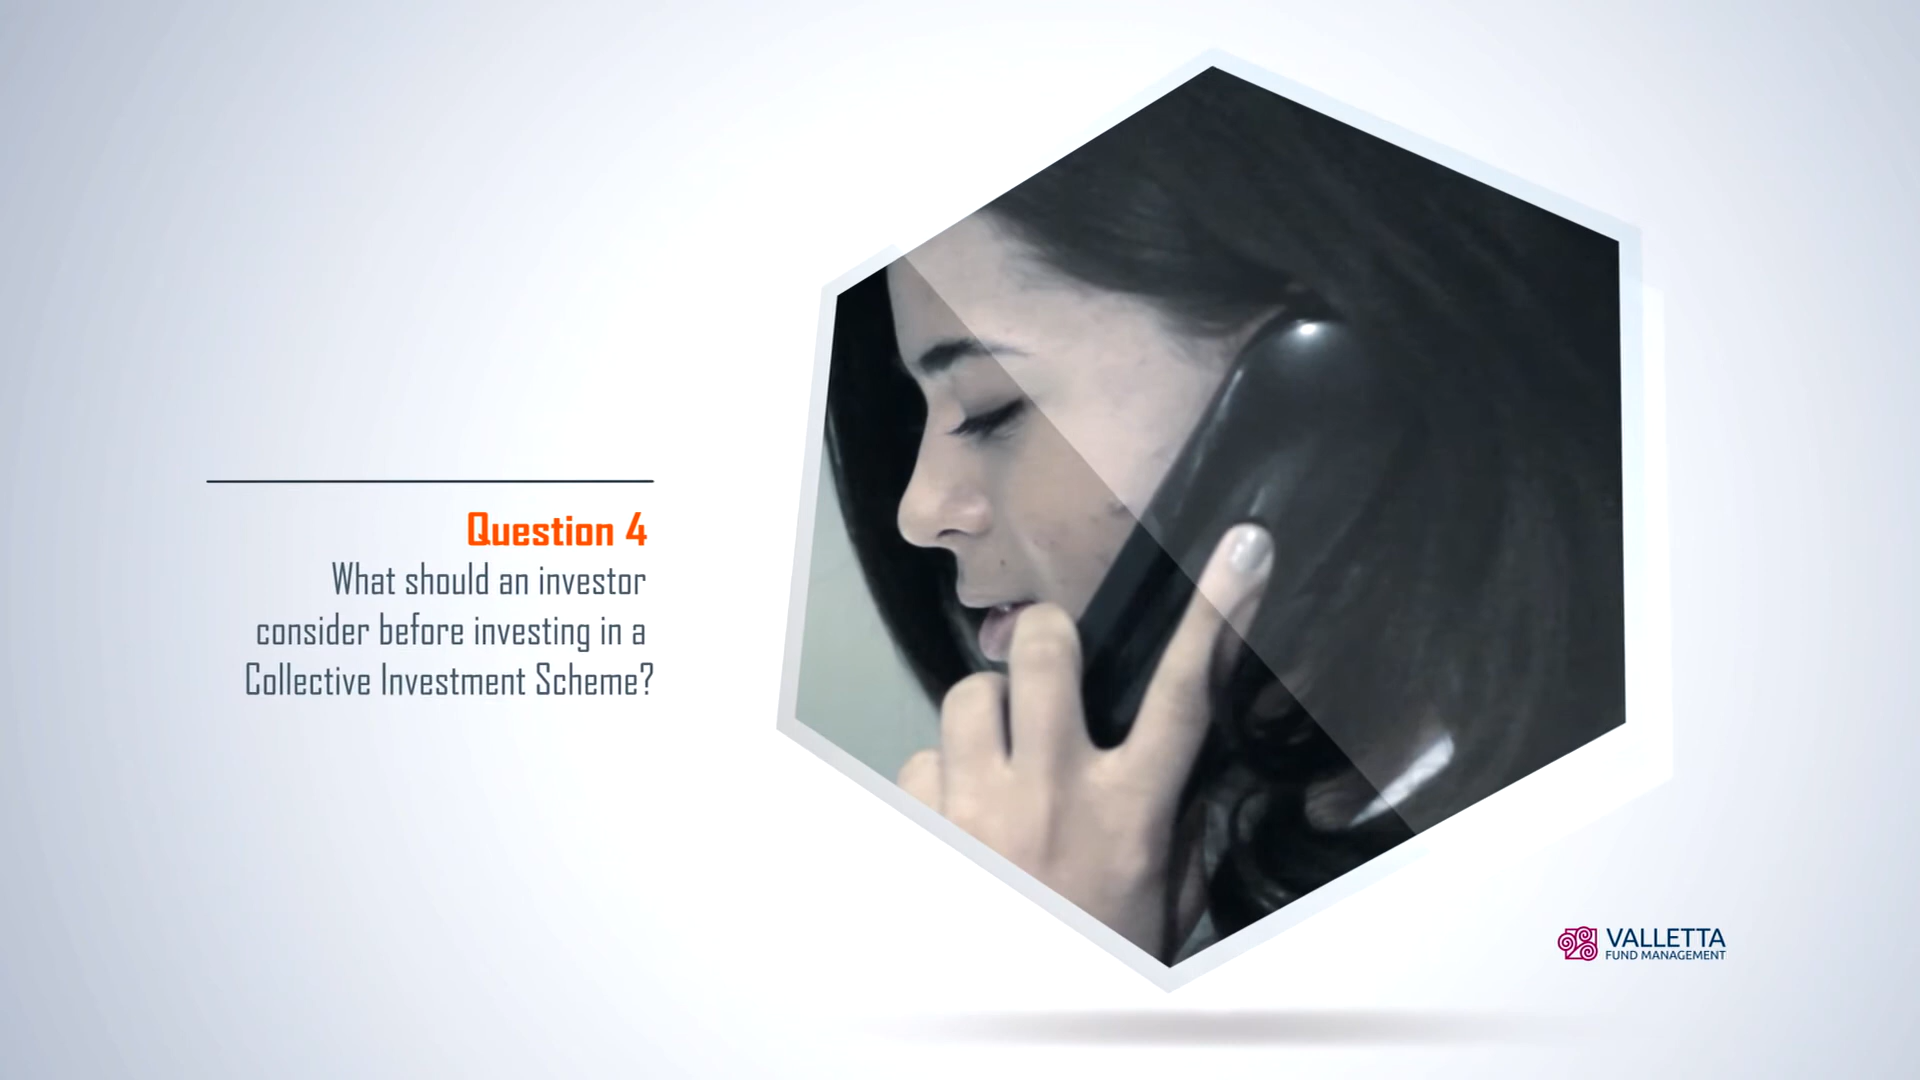 Question 4
What should an investor
consider before investing in a
Collective Investment Scheme?
VALLETTA
FUND MANAGEMENT